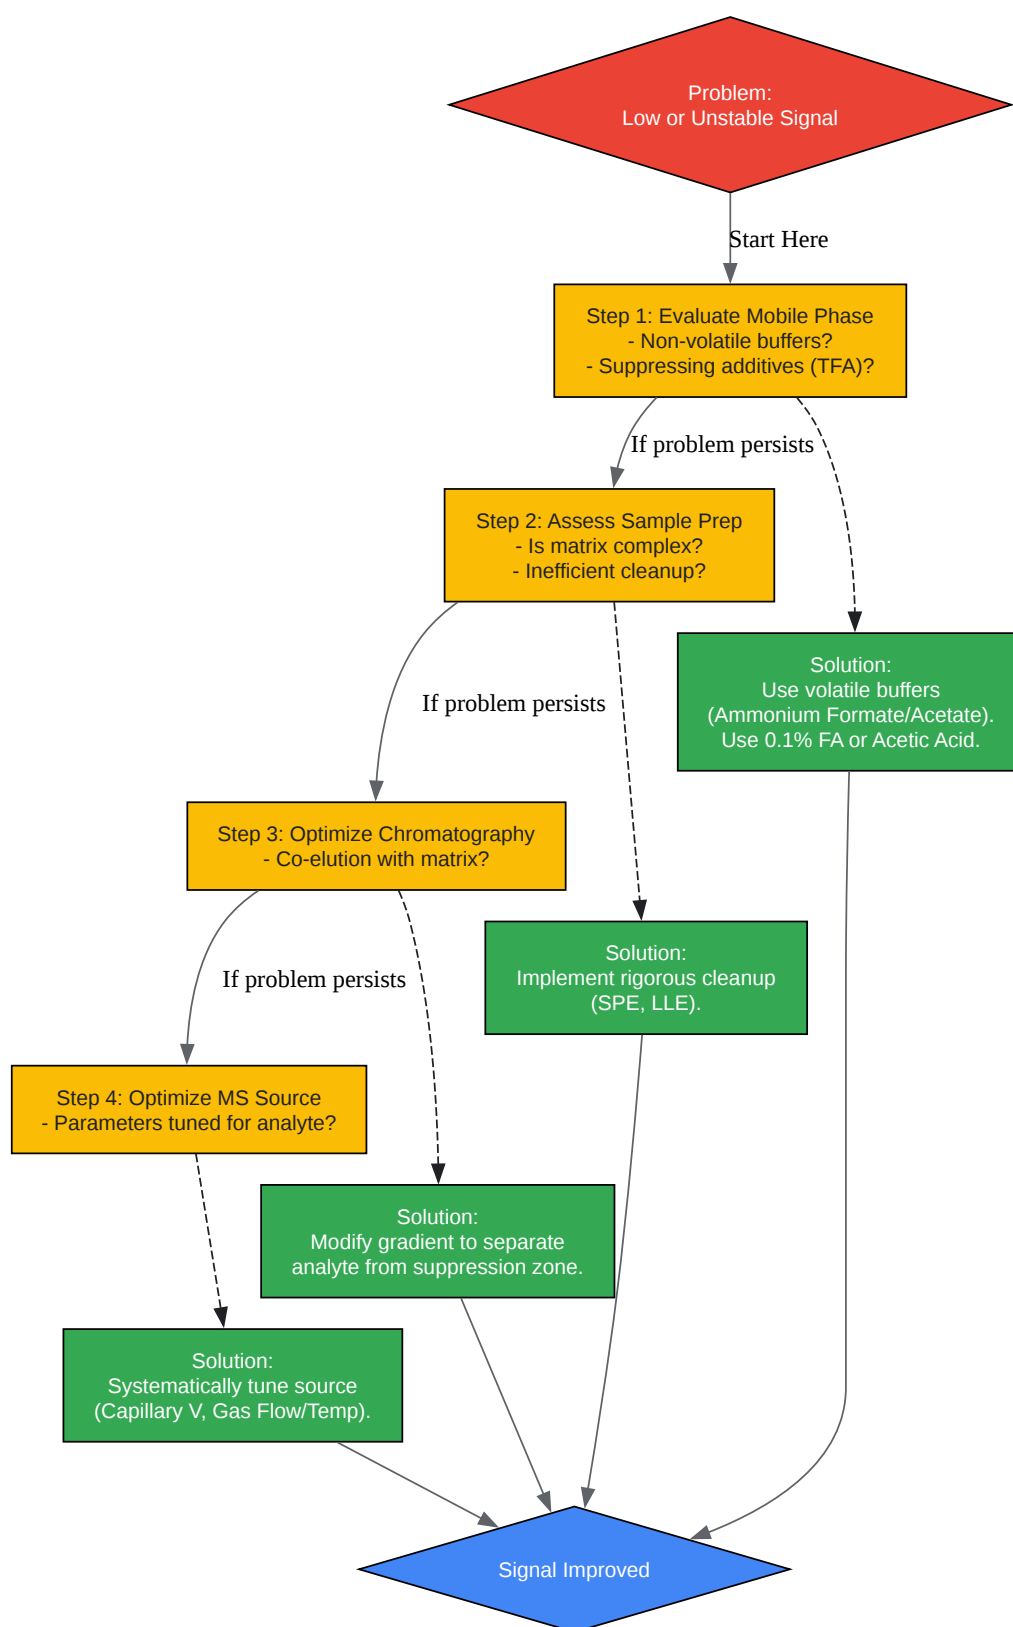 Problem:
Low or Unstable Signal
Start Here
Step 1: Evaluate Mobile Phase
- Non-volatile buffers?
- Suppressing additives (TFA)?
If problem persists
Step 2: Assess Sample Prep
- Is matrix complex?
- Inefficient cleanup?
Solution:
Use volatile buffers
(Ammonium Formate/Acetate).
Use 0.1% FA or Acetic Acid.
If problem persists
Step 3: Optimize Chromatography
- Co-elution with matrix?
Solution:
Implement rigorous cleanup
(SPE, LLE).
If problem persists
Step 4: Optimize MS Source
- Parameters tuned for analyte?
Solution:
Modify gradient to separate
analyte from suppression zone.
Solution:
Systematically tune source
(Capillary V, Gas Flow/Temp).
Signal Improved